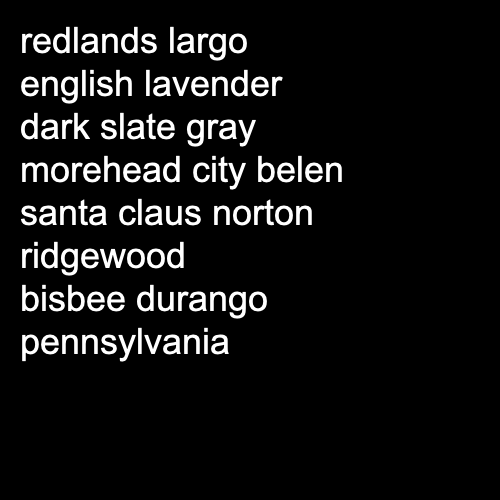 redlands largo
english lavender
dark slate gray
morehead city belen
santa claus norton
ridgewood
bisbee durango
pennsylvania